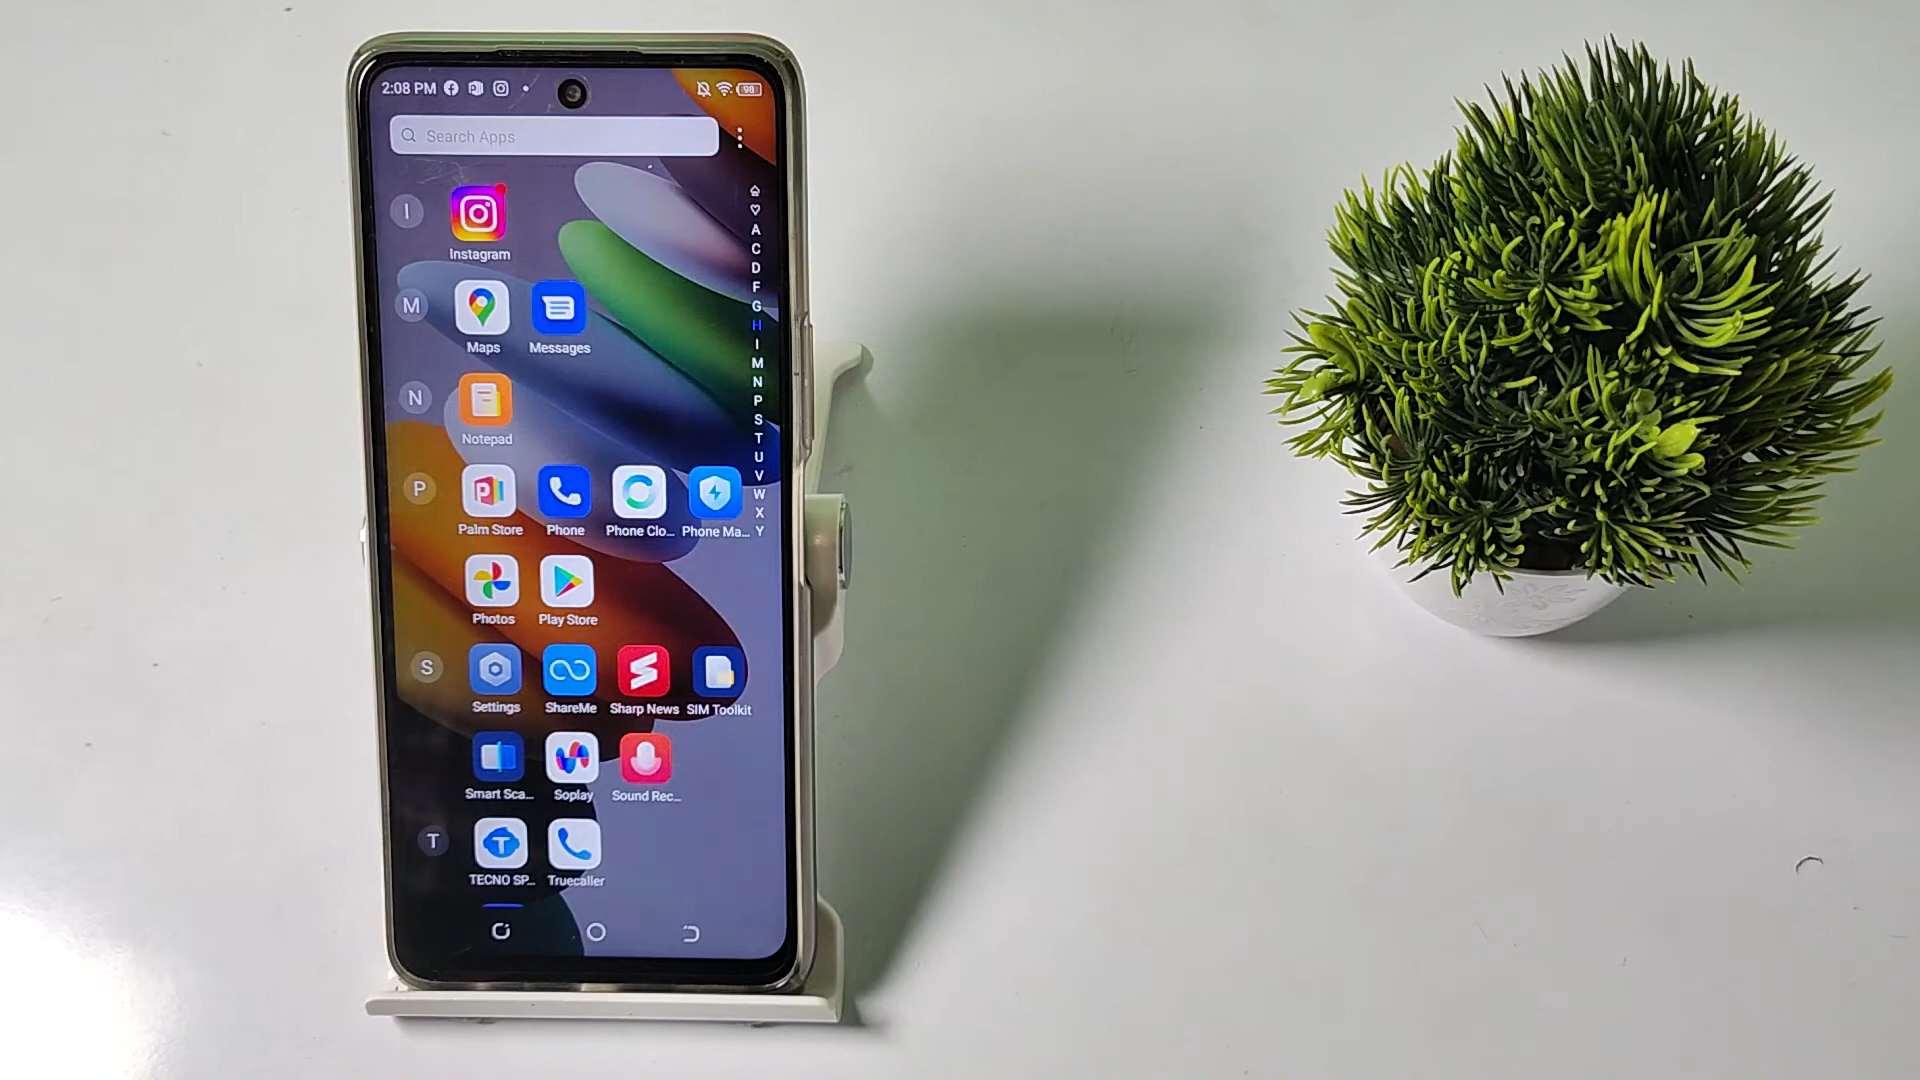 2:08 PM 98
Search Apps
I
Instagram
M
Maps Messages
N
Notepad
P
Palm Store Phone Phone Clo... Phone Ma...
Photos Play Store
S
Settings ShareMe Sharp News SIM Toolkit
Smart Sca... Soplay Sound Rec...
T
TECNO SP... Truecaller
A
C
D
F
G
H
I
M
N
P
S
T
U
V
W
X
Y